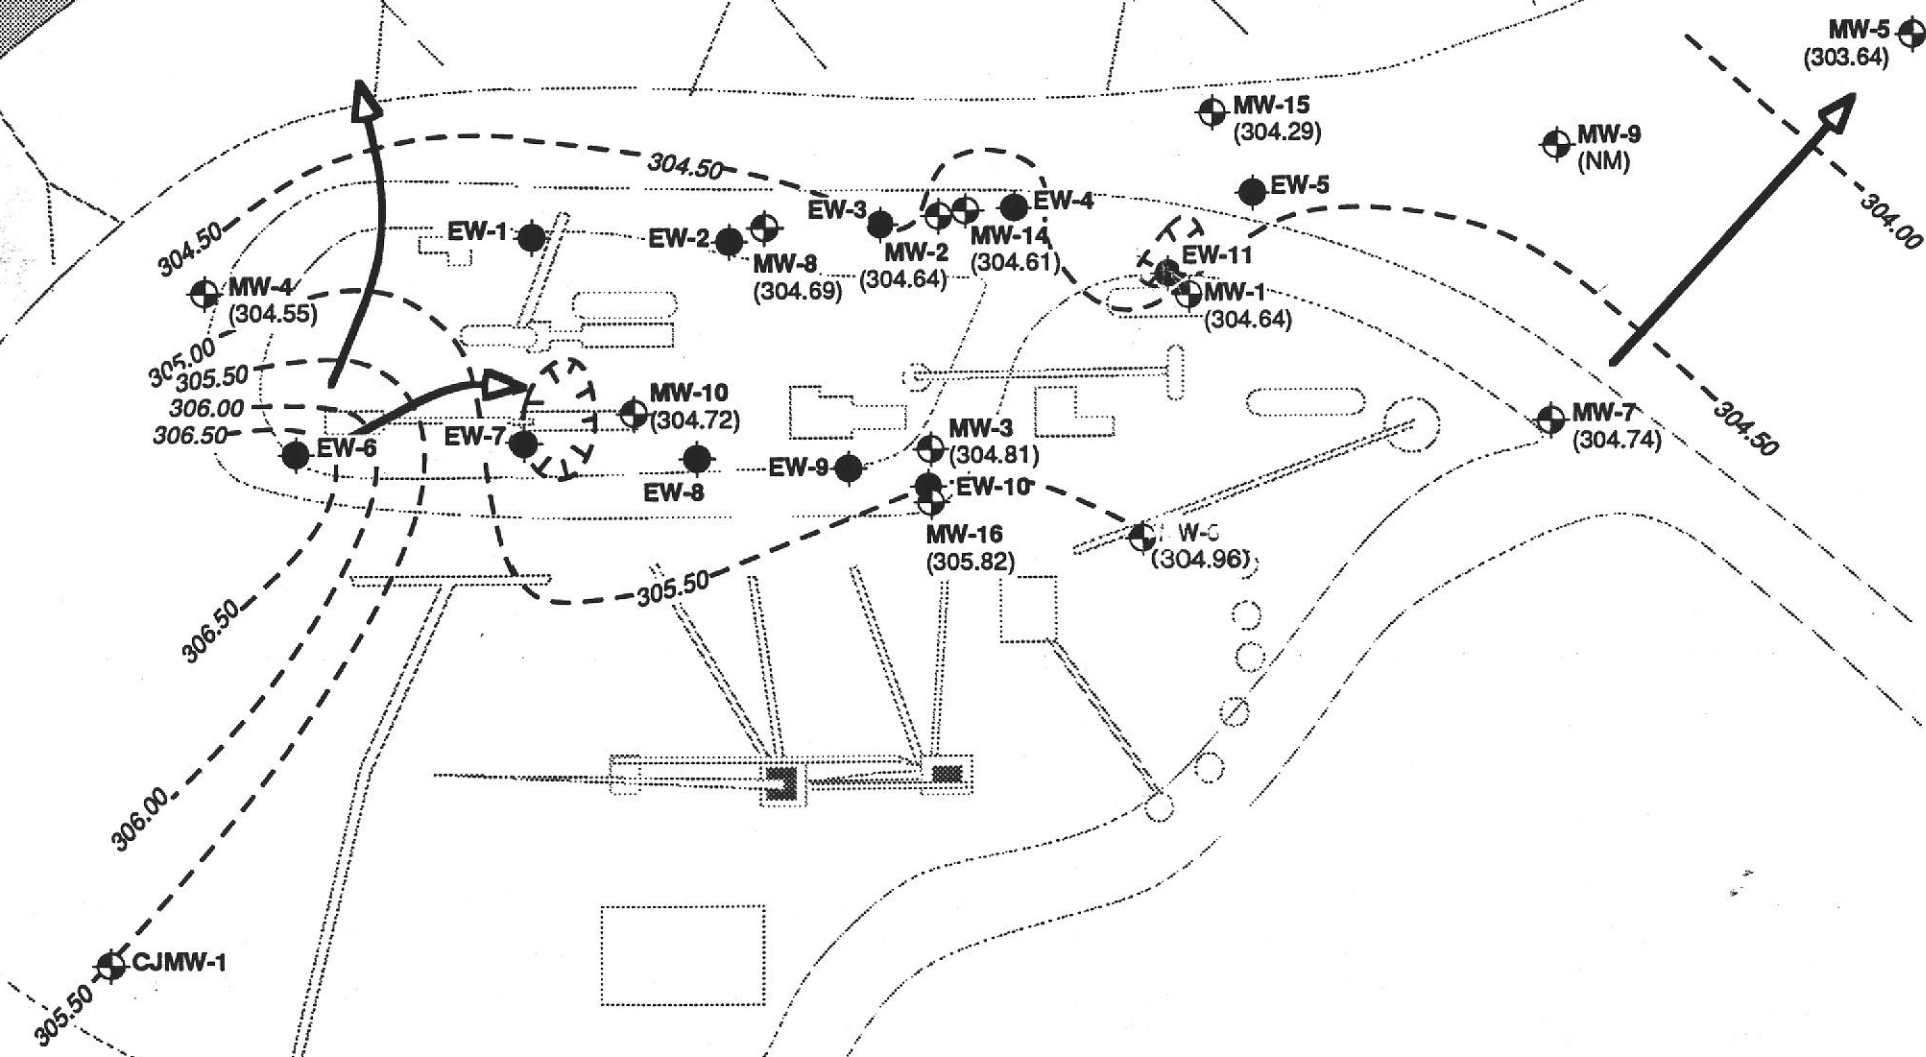 MW-5
(303.64)
MW-15
(304.29)
MW-9
(NM)
304.50
EW-5
EW-3
EW-4
304.00
304.50
EW-1
EW-2
MW-2
(304.64)
MW-14
(304.61)
EW-11
MW-8
(304.69)
MW-4
(304.55)
MW-1
(304.64)
305.00
305.50
306.00
306.50
MW-10
(304.72)
EW-6
EW-7
MW-3
(304.81)
MW-7
(304.74)
304.50
EW-9
EW-8
EW-10
MW-16
(305.82)
(304.96)
305.50
306.50
306.00
CJMW-1
305.50